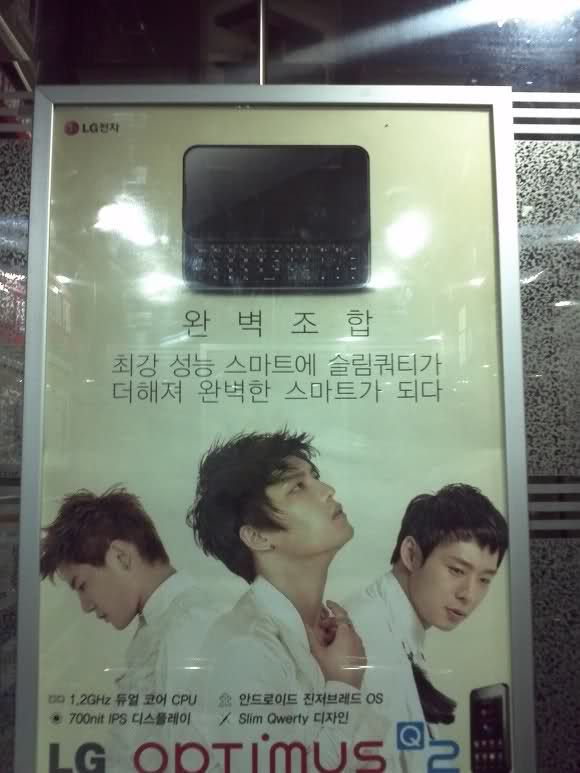 LG전자
완벽조합
최강 성능 스마트에 슬림쿼티가
더해져 완벽한 스마트가 되다
1.2GHz 듀얼 코어 CPU
안드로이드 진저브레드 OS
700nit IPS 디스플레이
Slim Qwerty 디자인
LG OPTIMUS Q2